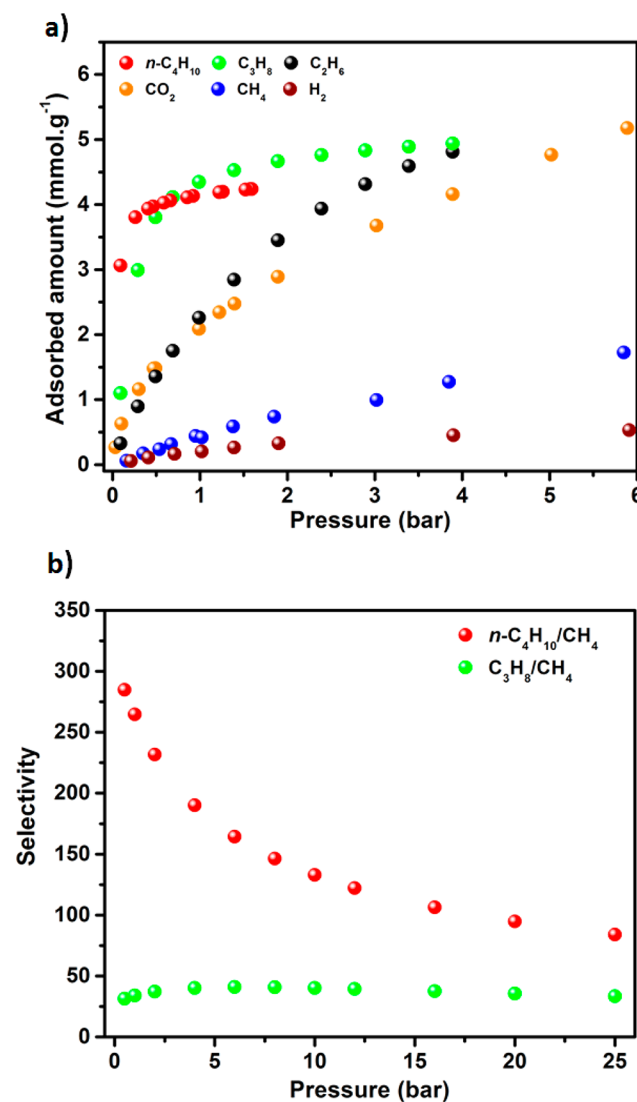 a)
n-C₄H₁₀ C₃H₈ C₂H₆
CO₂ CH₄ H₂
6
5
4
3
2
1
0
Adsorbed amount (mmol.g⁻¹)
0 1 2 3 4 5 6
Pressure (bar)
b)
350
300
250
200
150
100
50
0
Selectivity
n-C₄H₁₀/CH₄
C₃H₈/CH₄
0 5 10 15 20 25
Pressure (bar)